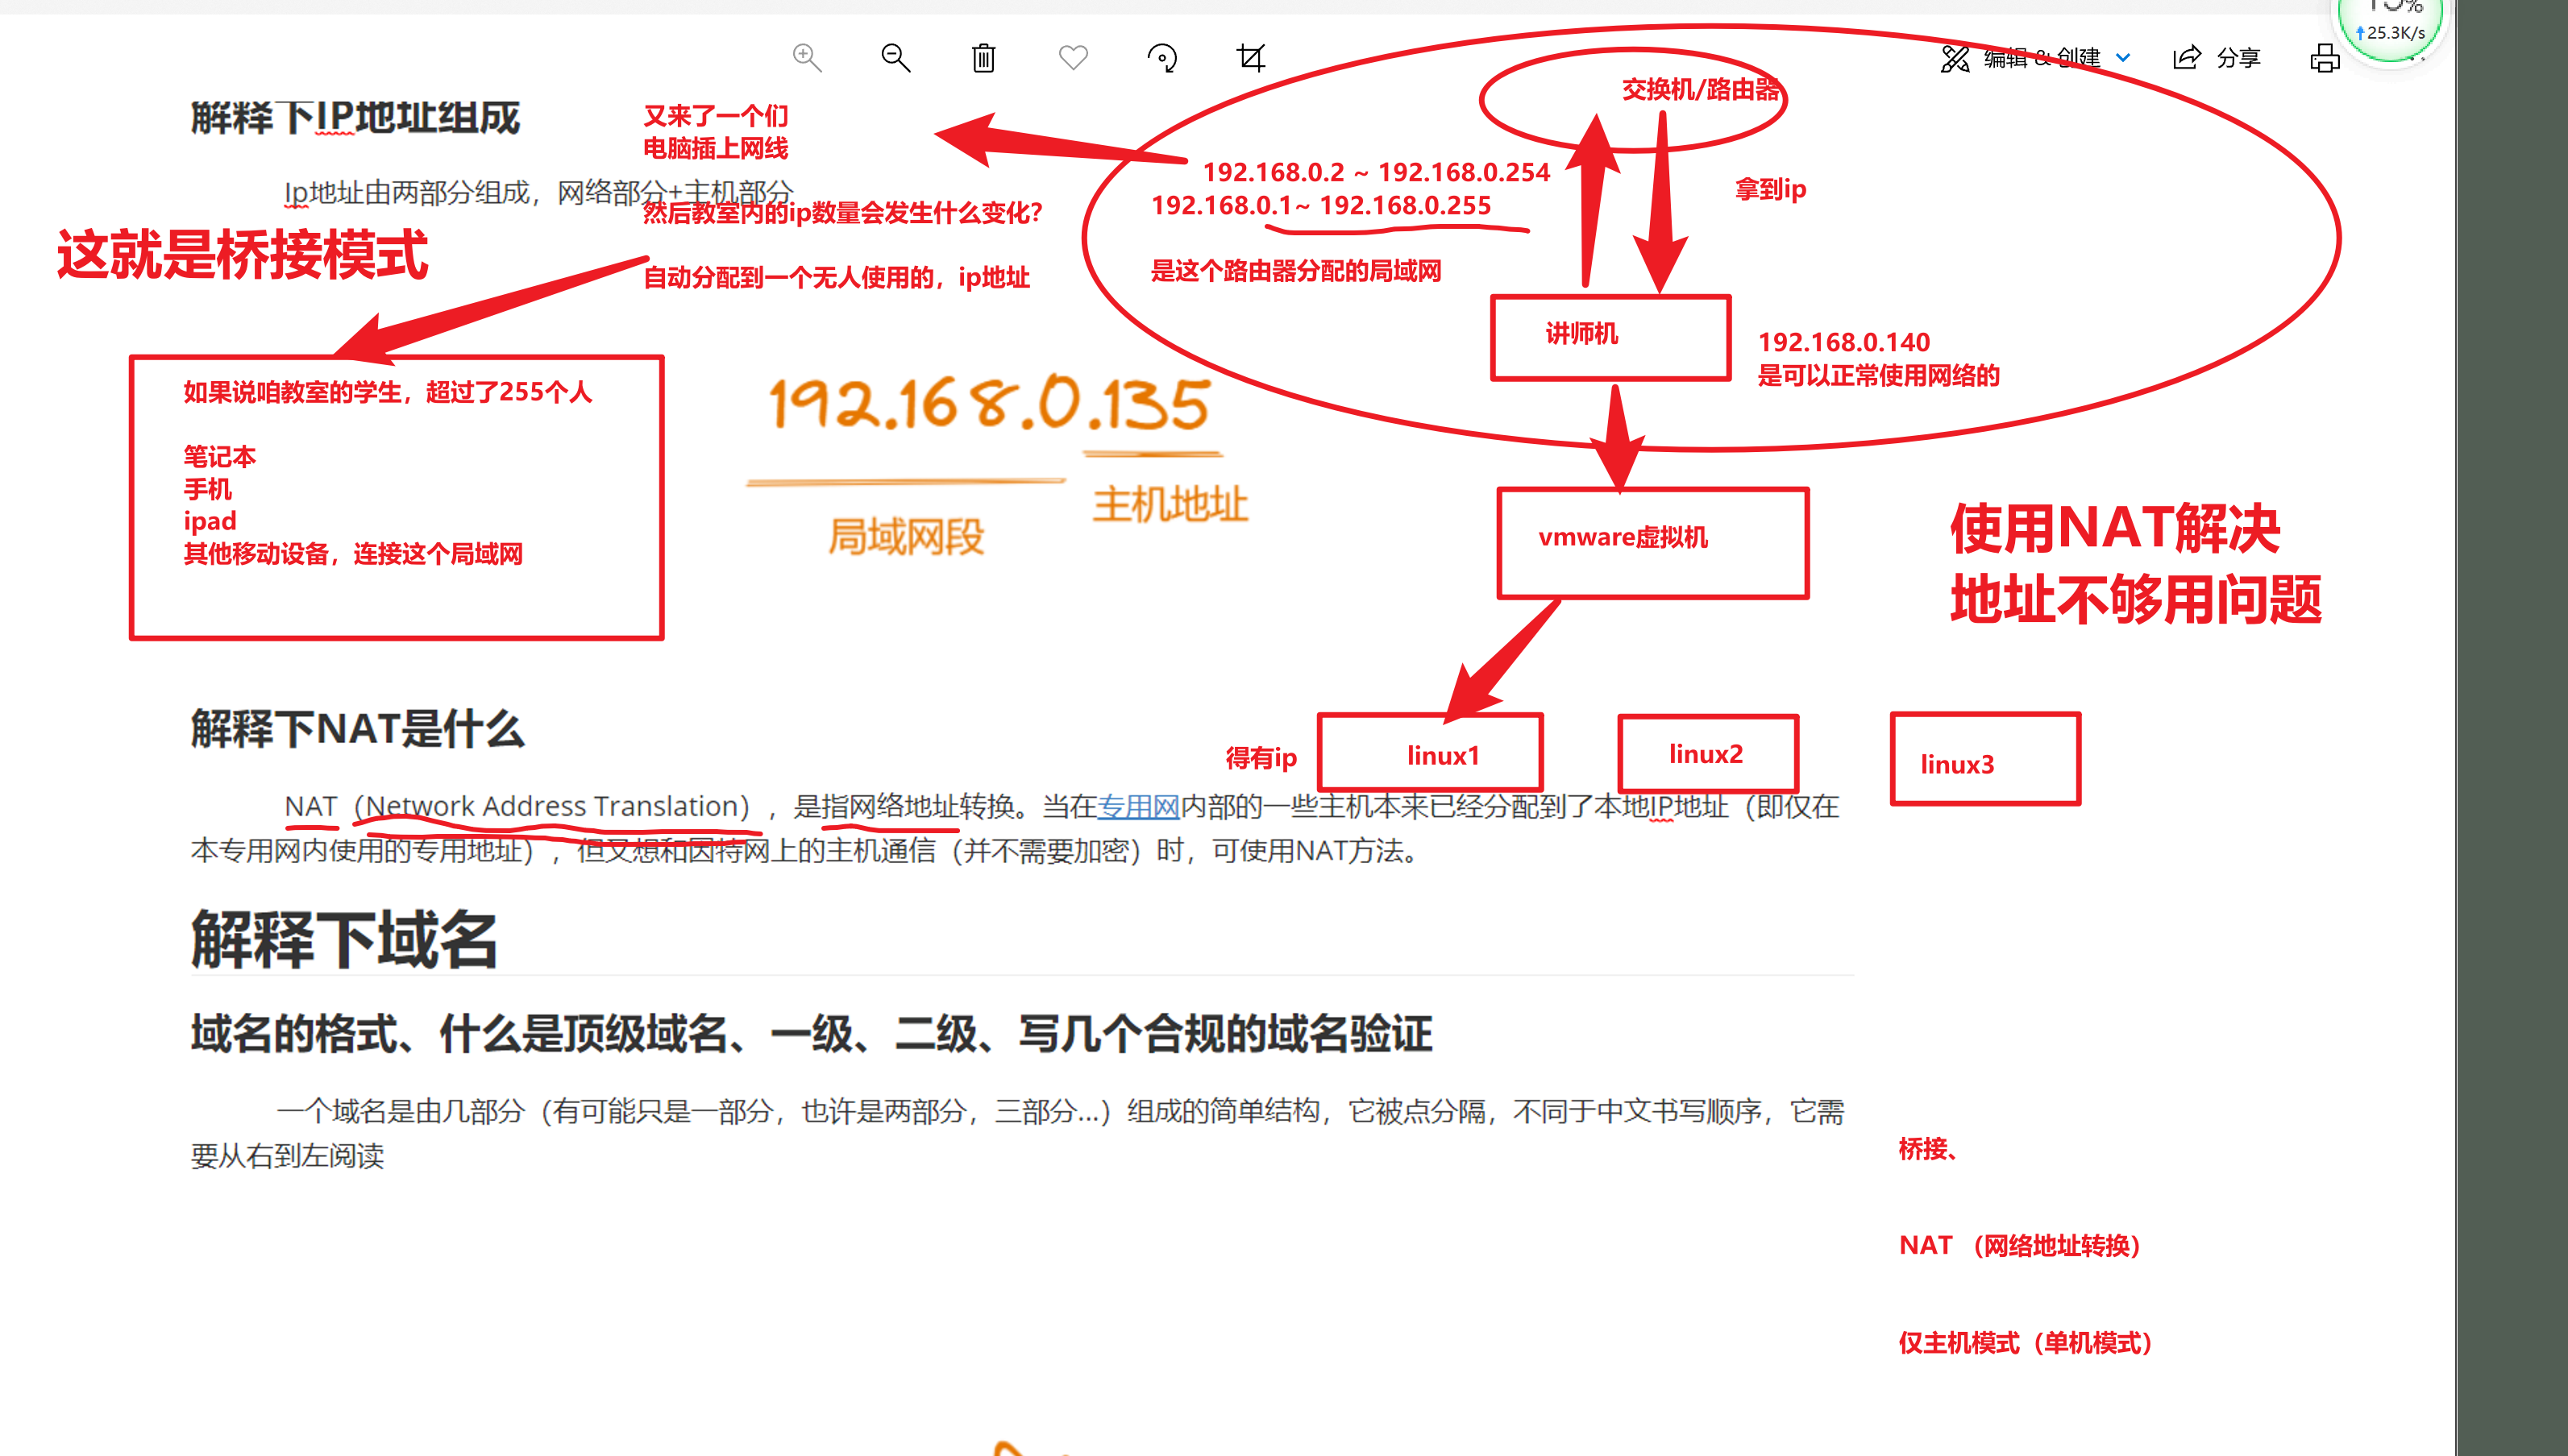 25.3K/s
编辑 & 创建
分享
解释下IP地址组成
Ip地址由两部分组成，网络部分+主机部分
又来了一个们
电脑插上网线
然后教室内的ip数量会发生什么变化?
自动分配到一个无人使用的，ip地址
这就是桥接模式
交换机/路由器
192.168.0.2 ~ 192.168.0.254
192.168.0.1~ 192.168.0.255
是这个路由器分配的局域网
拿到ip
讲师机
192.168.0.140
是可以正常使用网络的
如果说咱教室的学生，超过了255个人
笔记本
手机
ipad
其他移动设备，连接这个局域网
192.168.0.135
局域网段
主机地址
vmware虚拟机
使用NAT解决
地址不够用问题
得有ip
linux1
linux2
linux3
解释下NAT是什么
NAT（Network Address Translation），是指网络地址转换。当在专用网内部的一些主机本来已经分配到了本地IP地址（即仅在
本专用网内使用的专用地址），但又想和因特网上的主机通信（并不需要加密）时，可使用NAT方法。
解释下域名
域名的格式、什么是顶级域名、一级、二级、写几个合规的域名验证
一个域名是由几部分（有可能只是一部分，也许是两部分，三部分...）组成的简单结构，它被点分隔，不同于中文书写顺序，它需
要从右到左阅读
桥接、
NAT （网络地址转换）
仅主机模式（单机模式）